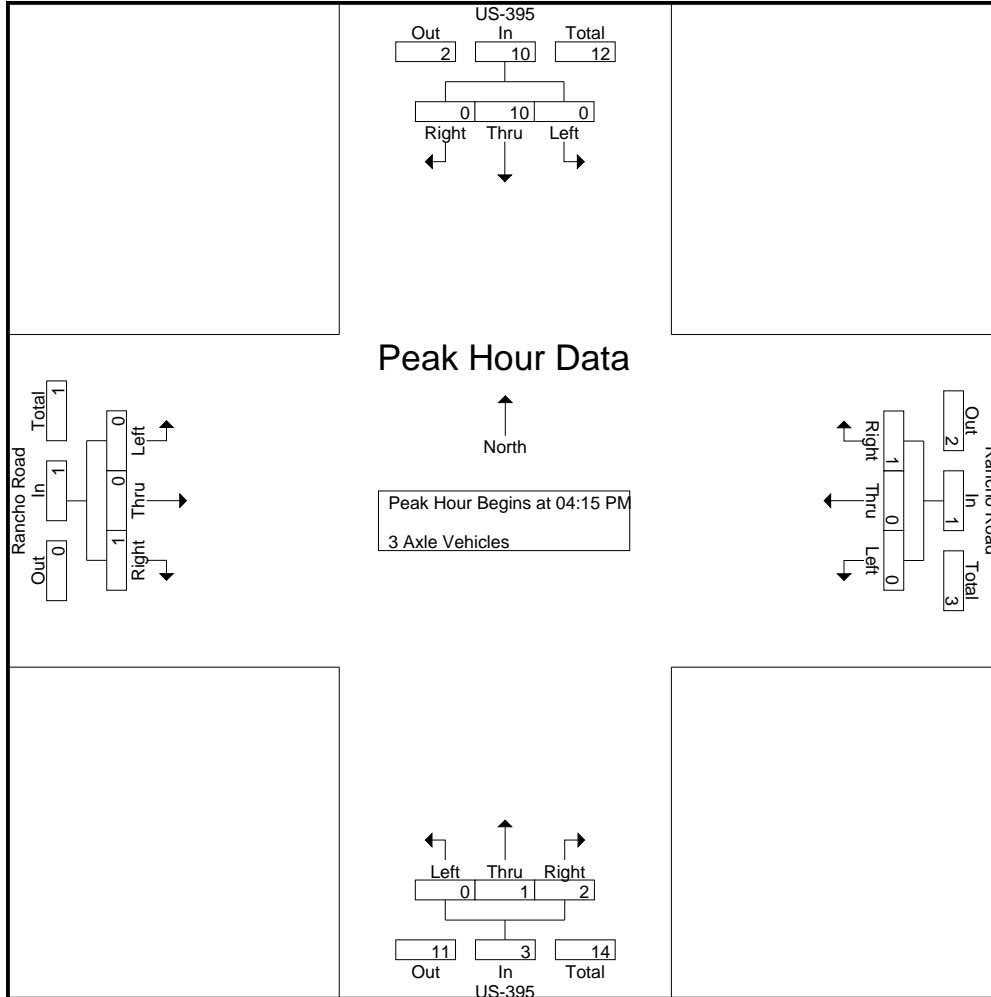 US-395
Out In Total
2 10 12
0 10 0
Right Thru Left
Peak Hour Data
North
Peak Hour Begins at 04:15 PM
3 Axle Vehicles
Rancho Road
Total In Out
1 1 0
0 0 1
Left Thru Right
Rancho Road
Out In Total
2 1 3
Right Thru Left
1 0 0
Left Thru Right
0 1 2
11 3 14
Out In Total
US-395